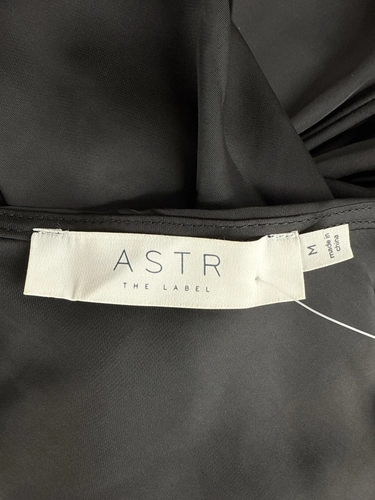 ASTR
THE LABEL
M
made in
china